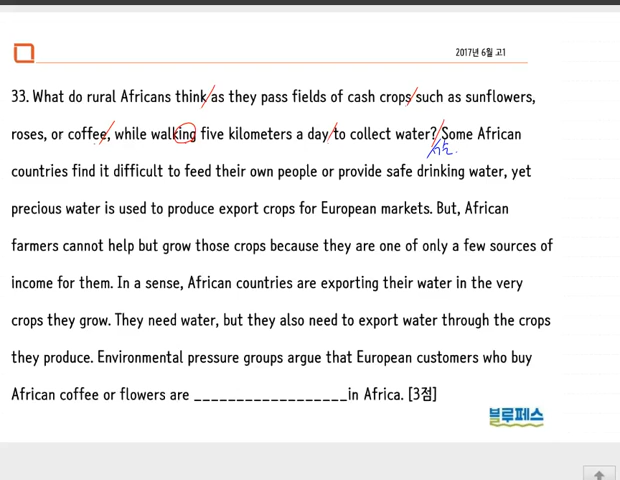 2017년 6월 고1
33. What do rural Africans think as they pass fields of cash crops such as sunflowers,
roses, or coffee, while walking five kilometers a day to collect water? Some African
countries find it difficult to feed their own people or provide safe drinking water, yet
precious water is used to produce export crops for European markets. But, African
farmers cannot help but grow those crops because they are one of only a few sources of
income for them. In a sense, African countries are exporting their water in the very
crops they grow. They need water, but they also need to export water through the crops
they produce. Environmental pressure groups argue that European customers who buy
African coffee or flowers are __________________in Africa. [3점]
블루페스